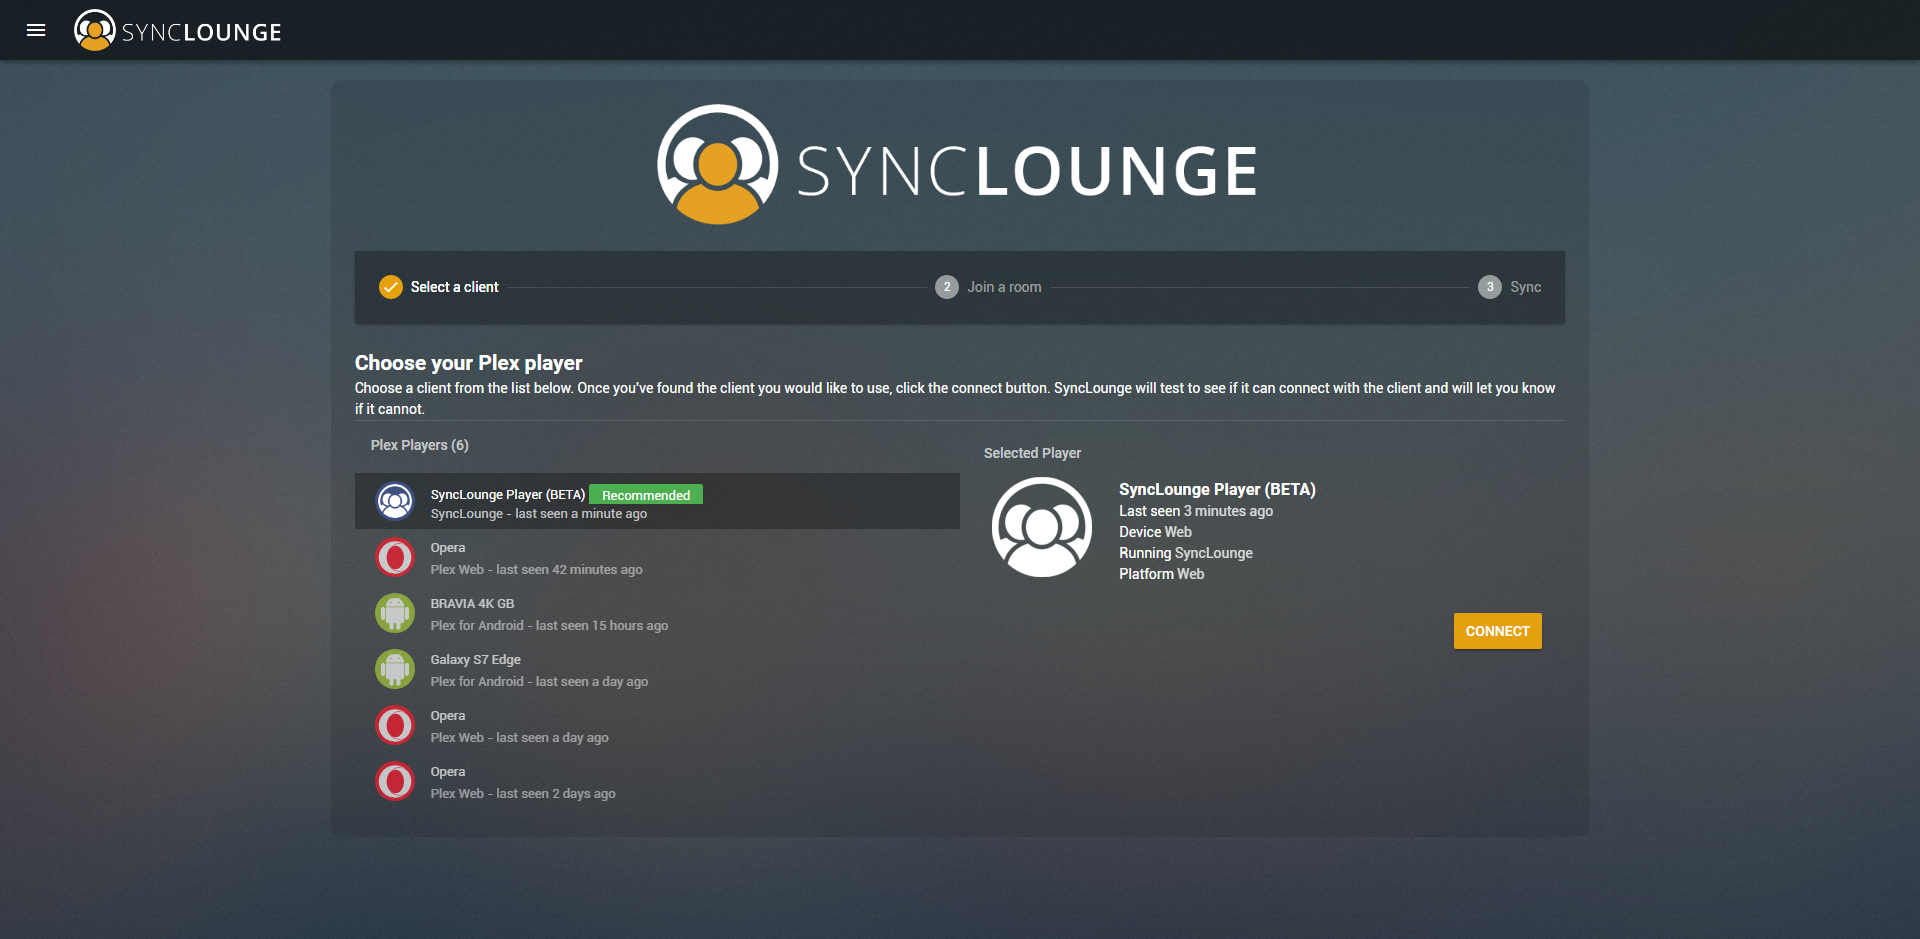 SYNCLOUNGE
SYNCLOUNGE
Select a client
2 Join a room
3 Sync
Choose your Plex player
Choose a client from the list below. Once you've found the client you would like to use, click the connect button. SyncLounge will test to see if it can connect with the client and will let you know
if it cannot.
Plex Players (6)
SyncLounge Player (BETA) Recommended
SyncLounge - last seen a minute ago
Opera
Plex Web - last seen 42 minutes ago
BRAVIA 4K GB
Plex for Android - last seen 15 hours ago
Galaxy S7 Edge
Plex for Android - last seen a day ago
Opera
Plex Web - last seen a day ago
Opera
Plex Web - last seen 2 days ago
Selected Player
SyncLounge Player (BETA)
Last seen 3 minutes ago
Device Web
Running SyncLounge
Platform Web
CONNECT